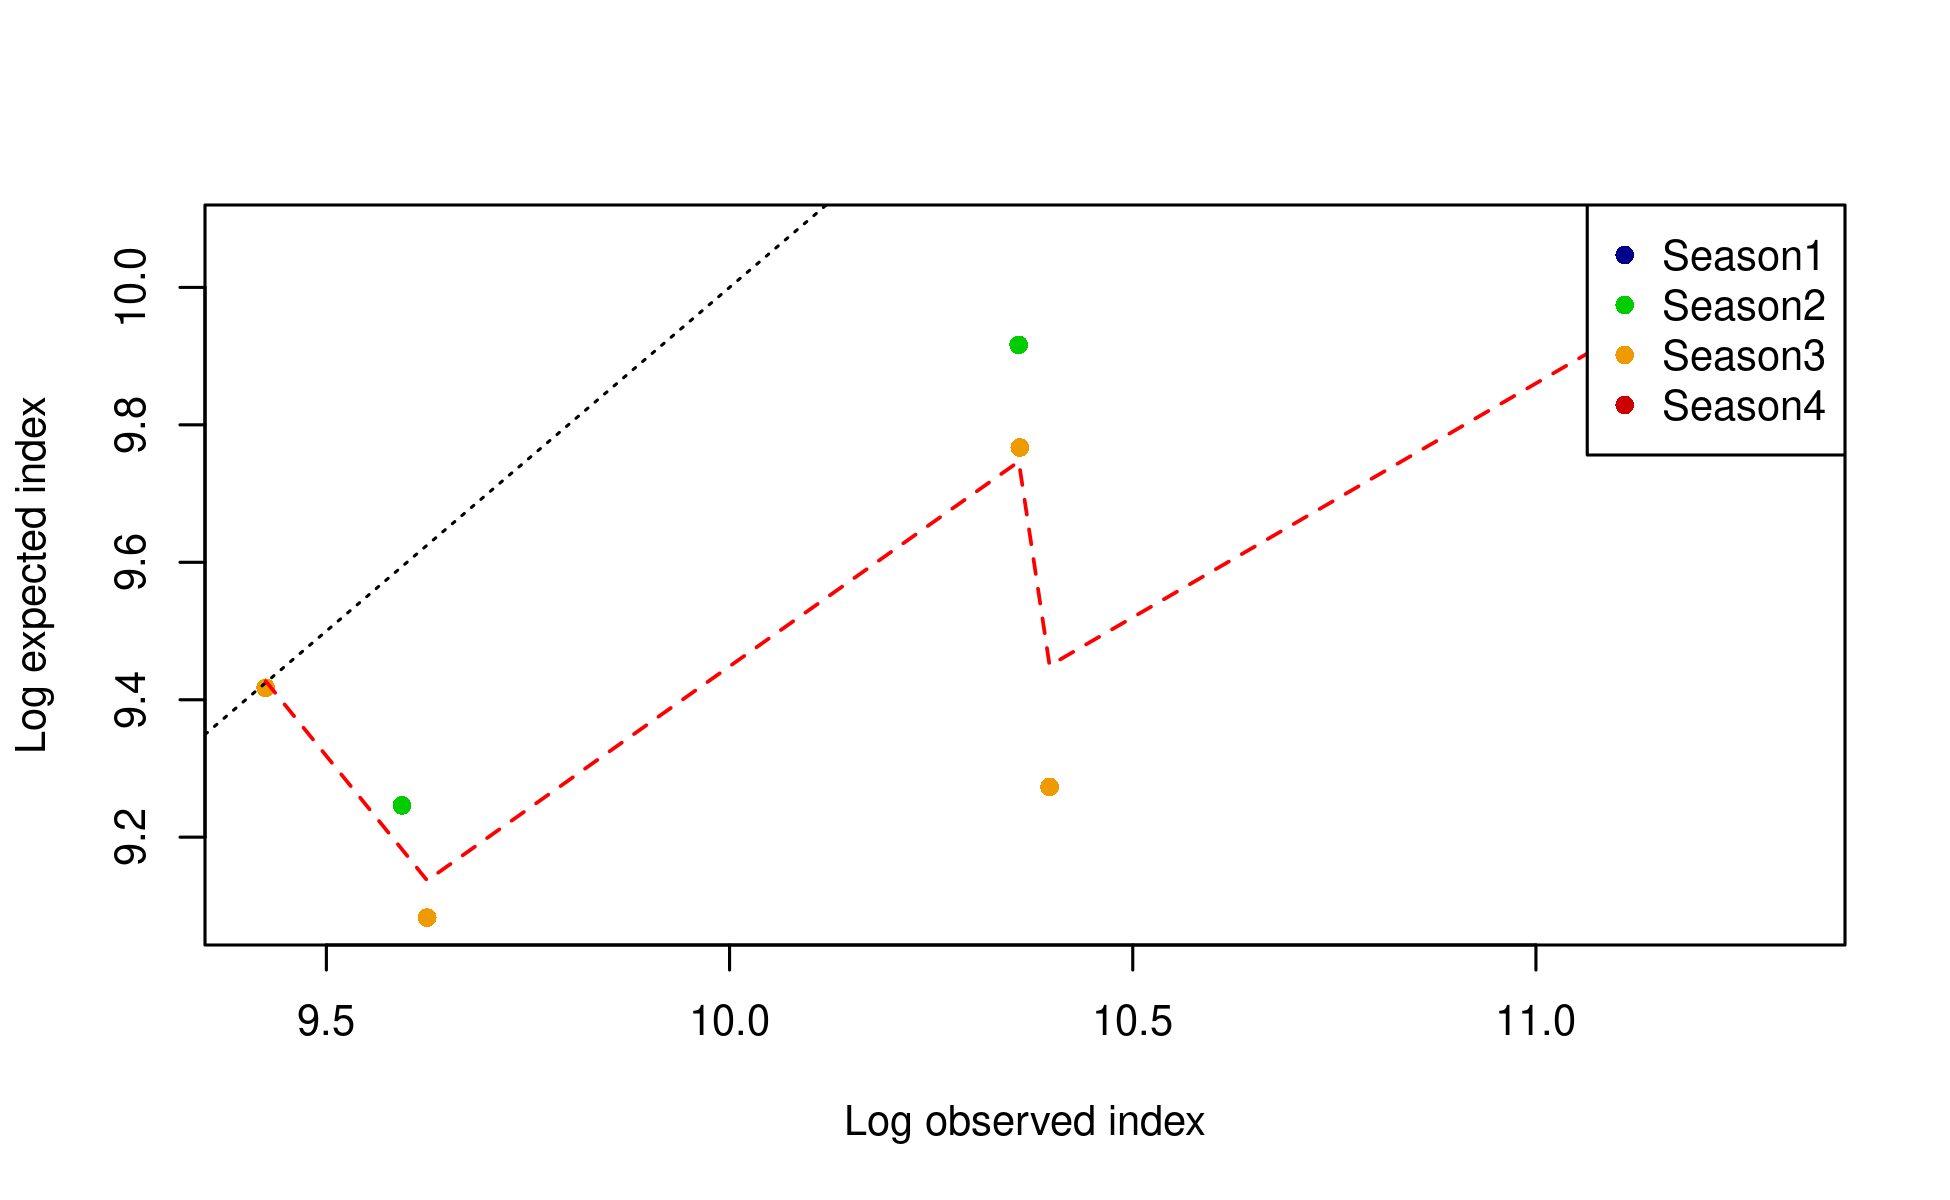 Season1
Season2
Season3
Season4
Log expected index
10.0
9.8
9.6
9.4
9.2
9.5
10.0
10.5
11.0
Log observed index